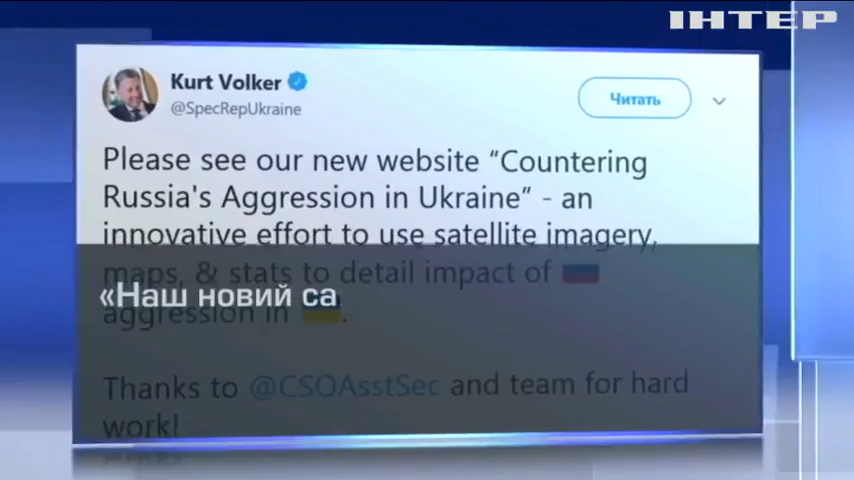 ІНТЕР
Kurt Volker
@SpecRepUkraine
Читать
Please see our new website “Countering
Russia's Aggression in Ukraine” - an
innovative effort to use satellite imagery,
maps, & stats to detail impact of
«Наш новий са
aggression in .
Thanks to @CSOAsstSec and team for hard
work!